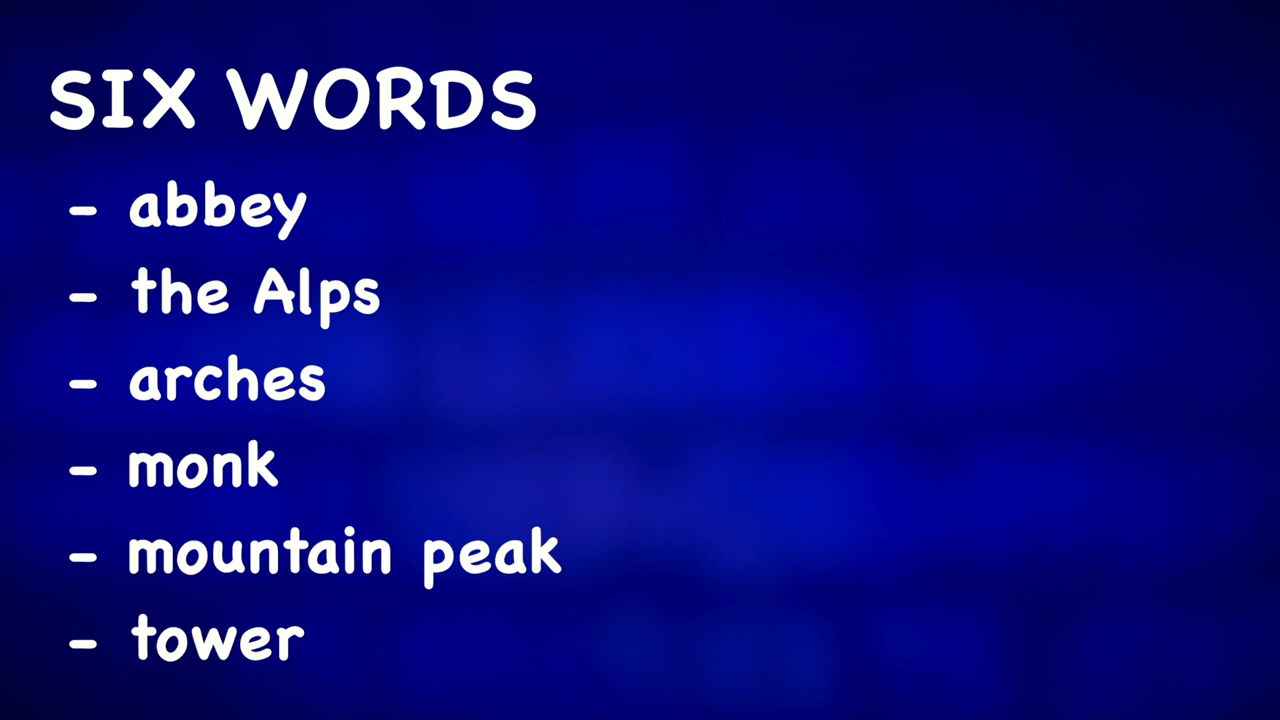 SIX WORDS
- abbey
- the Alps
- arches
- monk
- mountain peak
- tower